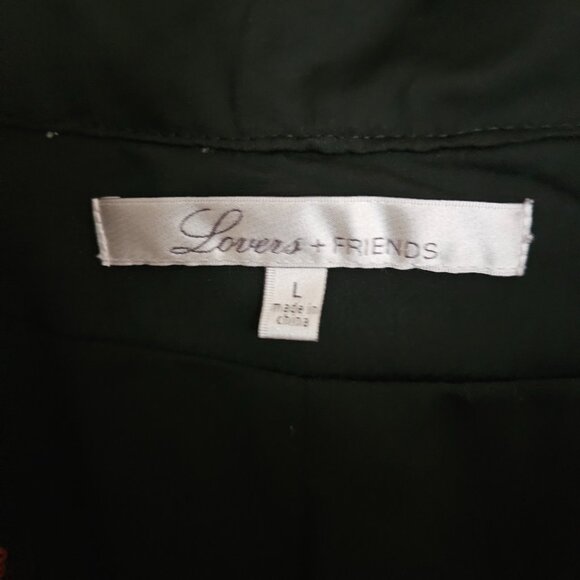 Lovers + FRIENDS
L
made in
china